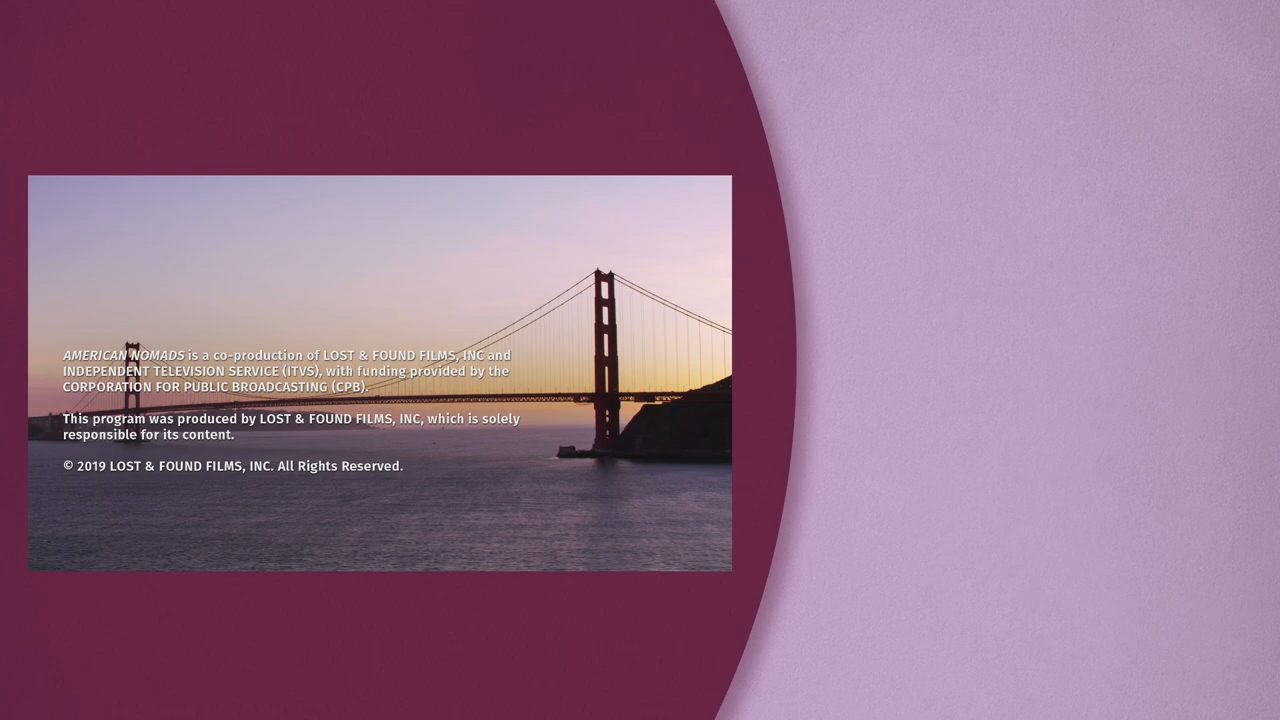 AMERICAN NOMADS is a co-production of LOST & FOUND FILMS, INC and
INDEPENDENT TELEVISION SERVICE (ITVS), with funding provided by the
CORPORATION FOR PUBLIC BROADCASTING (CPB).
This program was produced by LOST & FOUND FILMS, INC, which is solely
responsible for its content.
© 2019 LOST & FOUND FILMS, INC. All Rights Reserved.